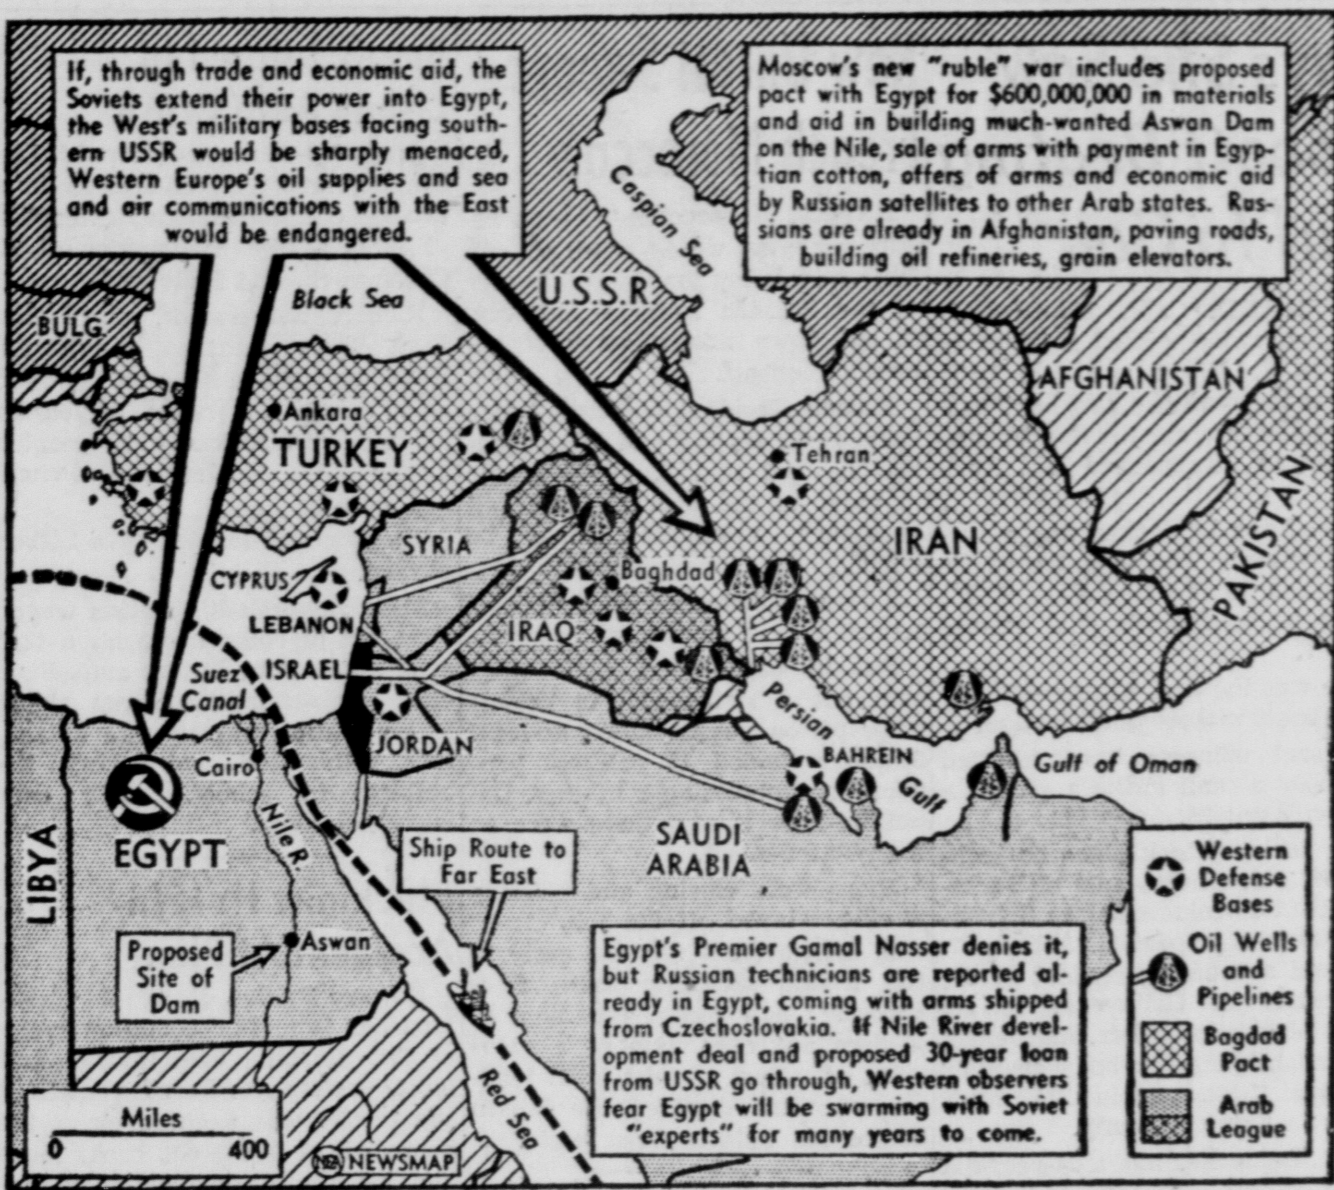 If, through trade and economic aid, the
Soviets extend their power into Egypt,
the West's military bases facing south-
ern USSR would be sharply menaced,
Western Europe's oil supplies and sea
and air communications with the East
would be endangered.
Moscow's new "ruble" war includes proposed
pact with Egypt for $600,000,000 in materials
and aid in building much-wanted Aswan Dam
on the Nile, sale of arms with payment in Egyp-
tian cotton, offers of arms and economic aid
by Russian satellites to other Arab states. Rus-
sians are already in Afghanistan, paving roads,
building oil refineries, grain elevators.
Caspian Sea
Black Sea
U.S.S.R.
BULG.
AFGHANISTAN
Ankara
TURKEY
Tehran
PAKISTAN
IRAN
SYRIA
CYPRUS
Baghdad
LEBANON
IRAQ
ISRAEL
Suez
Canal
Persian
Gulf
JORDAN
BAHREIN
Cairo
Gulf of Oman
Nile R.
EGYPT
LIBYA
SAUDI
ARABIA
Ship Route to
Far East
Aswan
Proposed
Site of
Dam
Red Sea
Egypt's Premier Gamal Nasser denies it,
but Russian technicians are reported al-
ready in Egypt, coming with arms shipped
from Czechoslovakia. If Nile River devel-
opment deal and proposed 30-year loan
from USSR go through, Western observers
fear Egypt will be swarming with Soviet
"experts" for many years to come.
Western
Defense
Bases
Oil Wells
and
Pipelines
Bagdad
Pact
Arab
League
Miles
0 400
NEA NEWSMAP